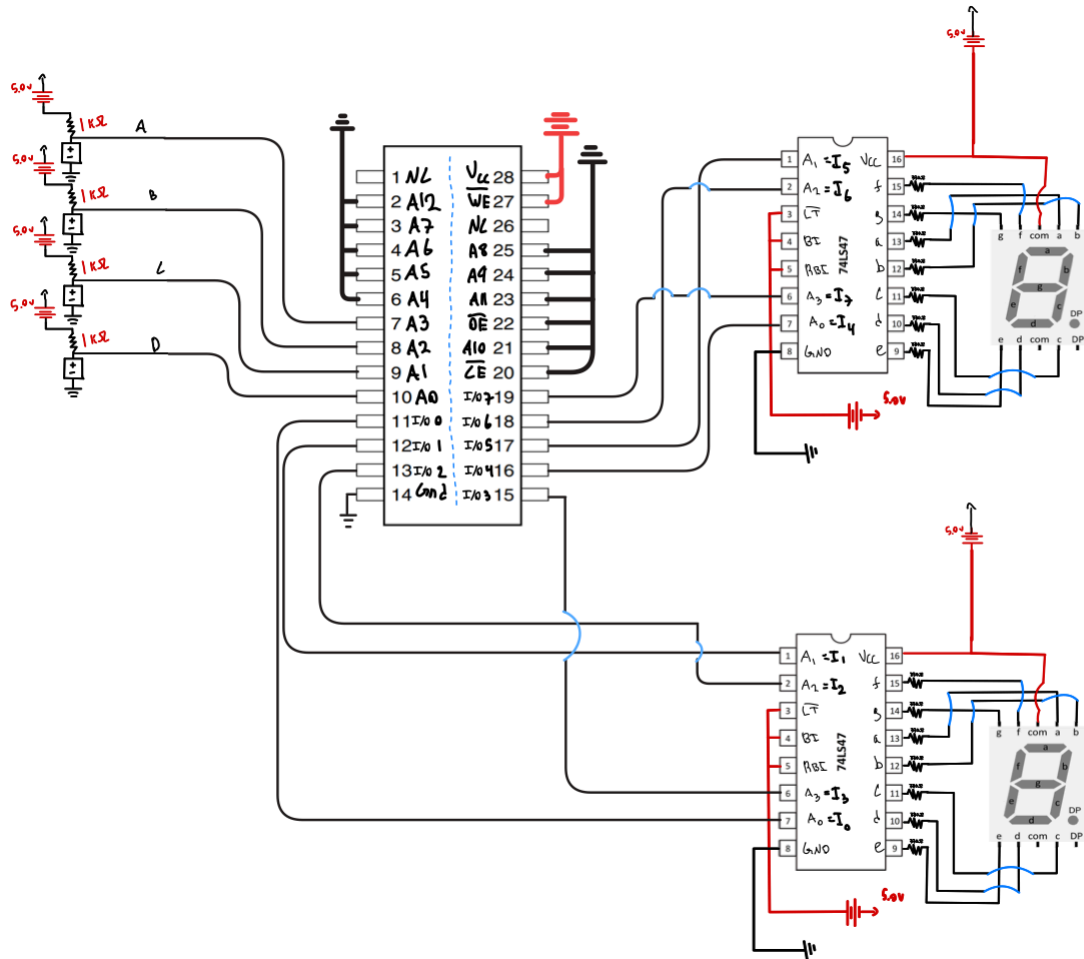 5.0v
1 KΩ
A
5.0v
B
5.0v
C
5.0v
1 KΩ
D
1 NC
2 A12
3 A7
4 A6
5 A5
6 A4
7 A3
8 A2
9 A1
10 A0
11 I/O 0
12 I/O 1
13 I/O 2
14 Gnd
Vcc 28
WE 27
NC 26
A8 25
A9 24
A11 23
OE 22
A10 21
CE 20
I/O 7 19
I/O 6 18
I/O 5 17
I/O 4 16
I/O 3 15
5.0v
1 A₁ = I5
2 A₂ = I6
3 LT
4 BI
5 RBI
6 A₃ = I7
7 A₀ = I4
8 GND
74LS47
Vcc 16
f 15
g 14
a 13
b 12
c 11
d 10
e 9
g f com a b
a
f b
g
e c
d
DP
e d com c DP
5.0v
5.0v
1 A₁ = I1
2 A₂ = I2
3 LT
4 BI
5 RBI
6 A₃ = I3
7 A₀ = I0
8 GND
74LS47
Vcc 16
f 15
g 14
a 13
b 12
c 11
d 10
e 9
g f com a b
a
f b
g
e c
d
DP
e d com c DP
5.0v